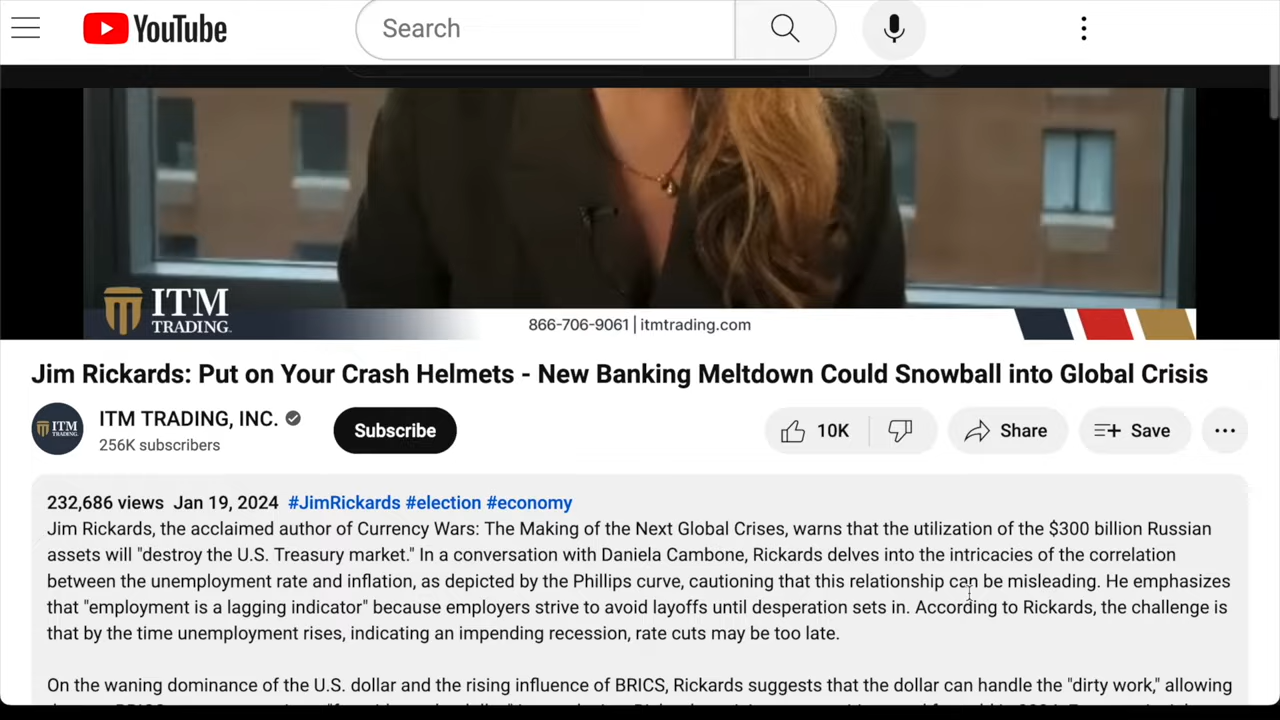 YouTube
Search
ITM
TRADING
866-706-9061 | itmtrading.com
Jim Rickards: Put on Your Crash Helmets - New Banking Meltdown Could Snowball into Global Crisis
ITM TRADING
ITM TRADING, INC.
256K subscribers
Subscribe
10K
Share
Save
232,686 views Jan 19, 2024 #JimRickards #election #economy
Jim Rickards, the acclaimed author of Currency Wars: The Making of the Next Global Crises, warns that the utilization of the $300 billion Russian
assets will "destroy the U.S. Treasury market." In a conversation with Daniela Cambone, Rickards delves into the intricacies of the correlation
between the unemployment rate and inflation, as depicted by the Phillips curve, cautioning that this relationship can be misleading. He emphasizes
that "employment is a lagging indicator" because employers strive to avoid layoffs until desperation sets in. According to Rickards, the challenge is
that by the time unemployment rises, indicating an impending recession, rate cuts may be too late.
On the waning dominance of the U.S. dollar and the rising influence of BRICS, Rickards suggests that the dollar can handle the "dirty work," allowing